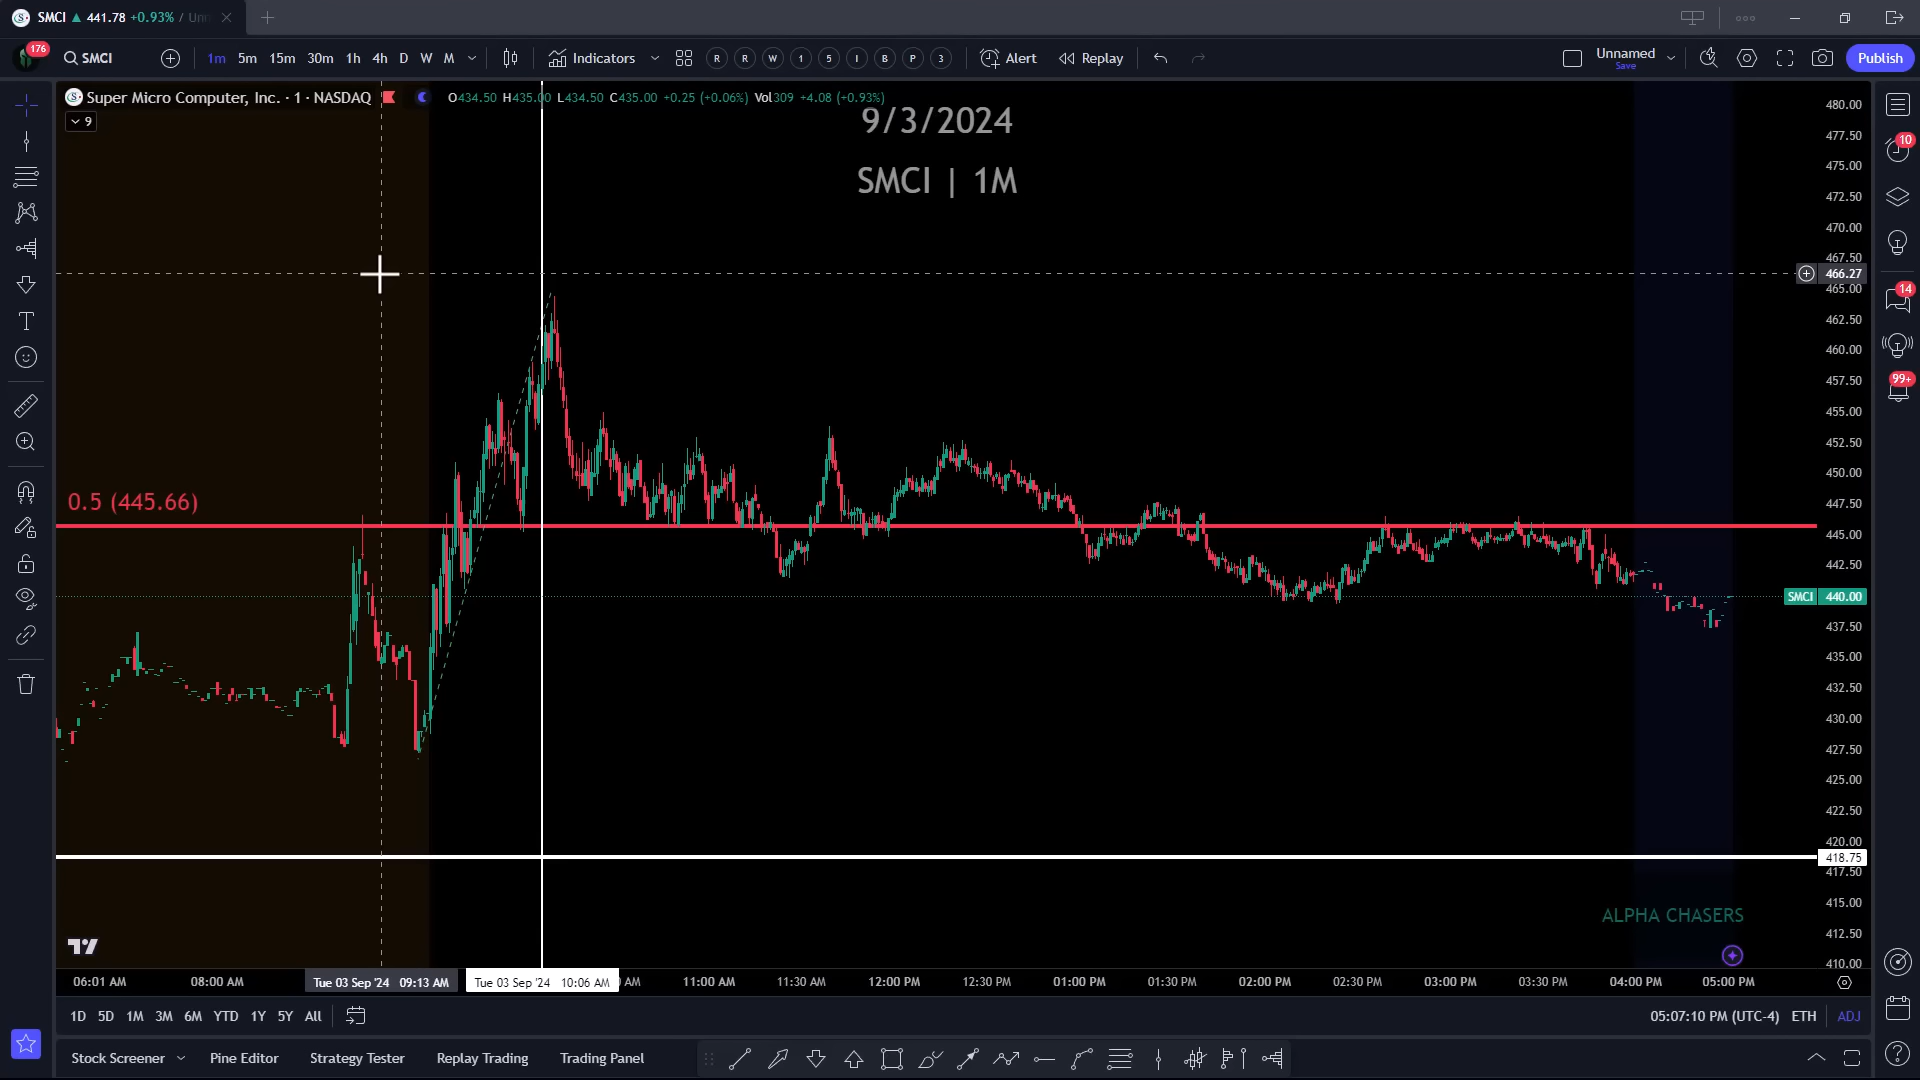 SMCI ▲ 441.78 +0.93% / Un
176
SMCI
1m 5m 15m 30m 1h 4h D W M
Indicators
R R W 1 5 I B P 3
Alert
Replay
Unnamed
Save
Publish
Super Micro Computer, Inc. · 1 · NASDAQ
O434.50 H435.00 L434.50 C435.00 +0.25 (+0.06%) Vol309 +4.08 (+0.93%)
9
9/3/2024
SMCI | 1M
480.00
477.50
475.00
472.50
470.00
467.50
466.27
465.00
462.50
460.00
457.50
455.00
452.50
450.00
447.50
445.00
442.50
SMCI 440.00
437.50
435.00
432.50
430.00
427.50
425.00
422.50
420.00
418.75
417.50
415.00
412.50
410.00
0.5 (445.66)
ALPHA CHASERS
10
14
99+
06:01 AM 08:00 AM Tue 03 Sep '24 09:13 AM Tue 03 Sep '24 10:06 AM AM 11:00 AM 11:30 AM 12:00 PM 12:30 PM 01:00 PM 01:30 PM 02:00 PM 02:30 PM 03:00 PM 03:30 PM 04:00 PM 05:00 PM
1D 5D 1M 3M 6M YTD 1Y 5Y All
05:07:10 PM (UTC-4) ETH ADJ
Stock Screener Pine Editor Strategy Tester Replay Trading Trading Panel